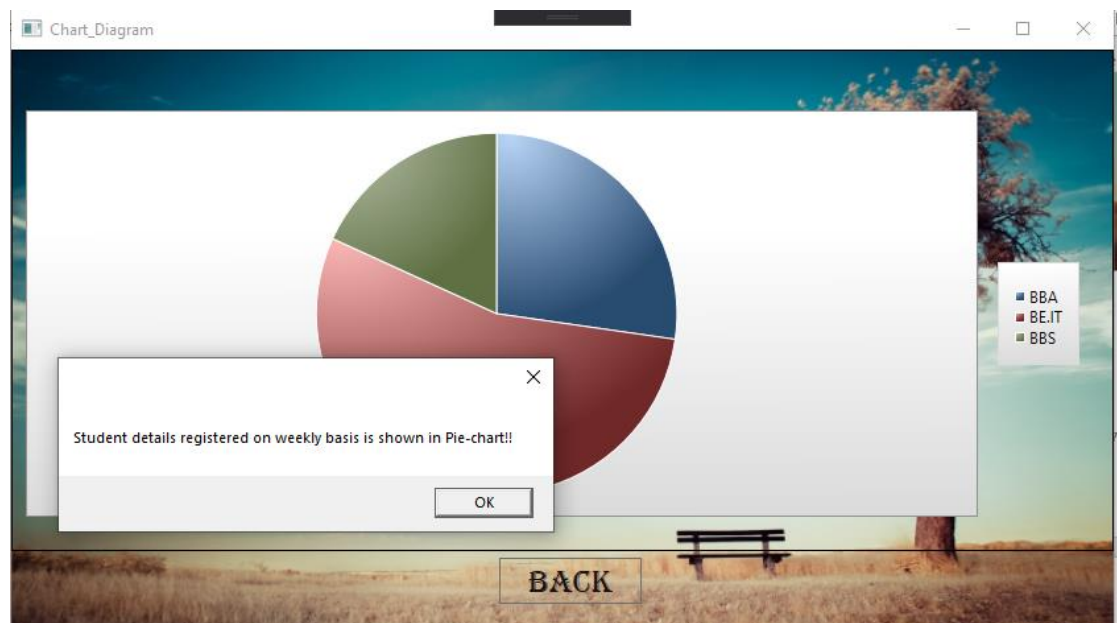 Chart_Diagram
BBA
BE.IT
BBS
Student details registered on weekly basis is shown in Pie-chart!!
OK
BACK